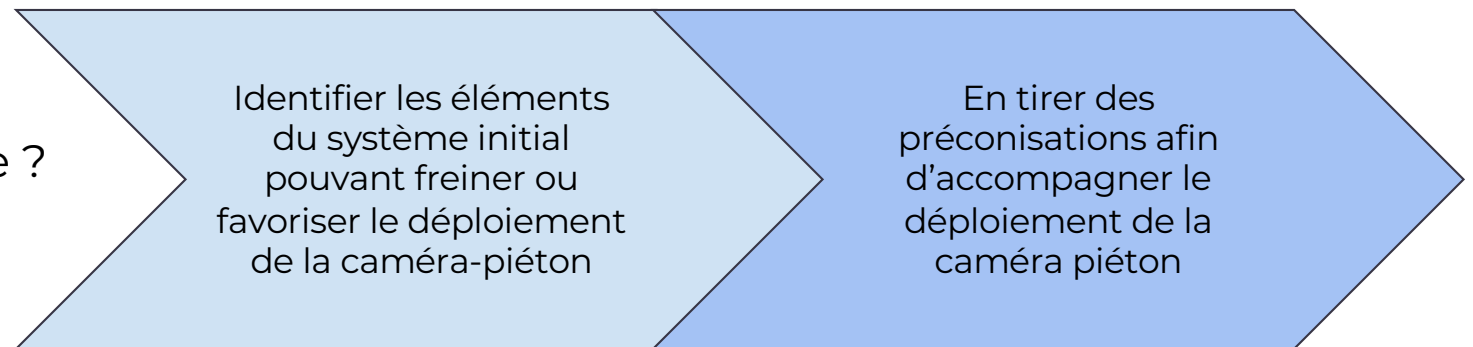 e ?
Identifier les éléments
du système initial
pouvant freiner ou
favoriser le déploiement
de la caméra-piéton
En tirer des
préconisations afin
d’accompagner le
déploiement de la
caméra piéton